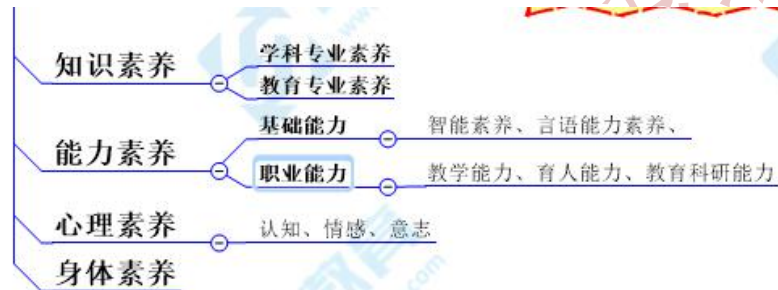 知识素养
学科专业素养
教育专业素养
能力素养
基础能力
智能素养、言语能力素养、
职业能力
教学能力、育人能力、教育科研能力
心理素养
认知、情感、意志
身体素养